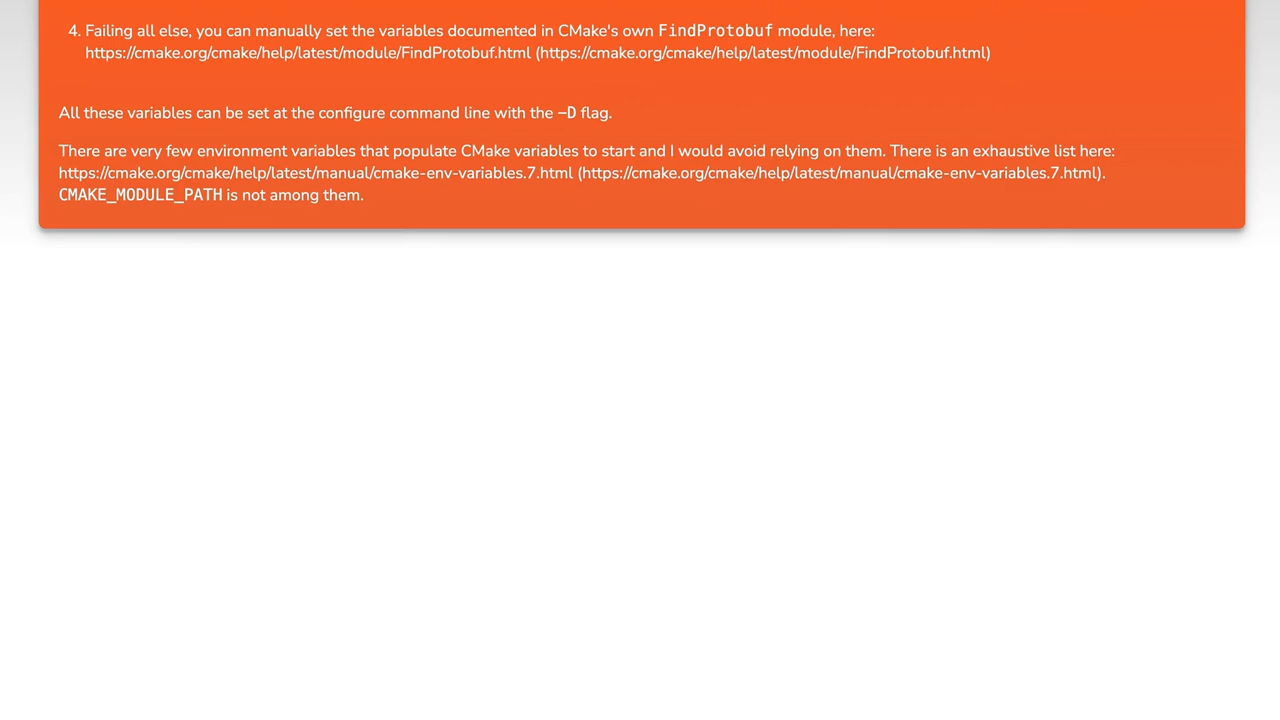 4. Failing all else, you can manually set the variables documented in CMake's own FindProtobuf module, here:
https://cmake.org/cmake/help/latest/module/FindProtobuf.html (https://cmake.org/cmake/help/latest/module/FindProtobuf.html)
All these variables can be set at the configure command line with the -D flag.
There are very few environment variables that populate CMake variables to start and I would avoid relying on them. There is an exhaustive list here:
https://cmake.org/cmake/help/latest/manual/cmake-env-variables.7.html (https://cmake.org/cmake/help/latest/manual/cmake-env-variables.7.html).
CMAKE_MODULE_PATH is not among them.